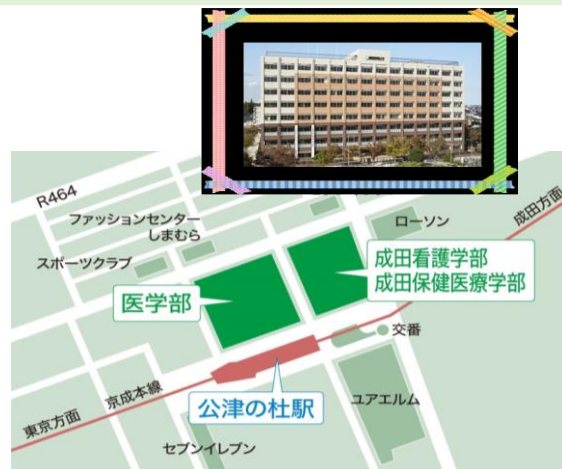 R464
ファッションセンター
しまむら
スポーツクラブ
ローソン
成田方面
成田看護学部
成田保健医療学部
医学部
交番
公津の杜駅
ユアエルム
京成本線
東京方面
セブンイレブン